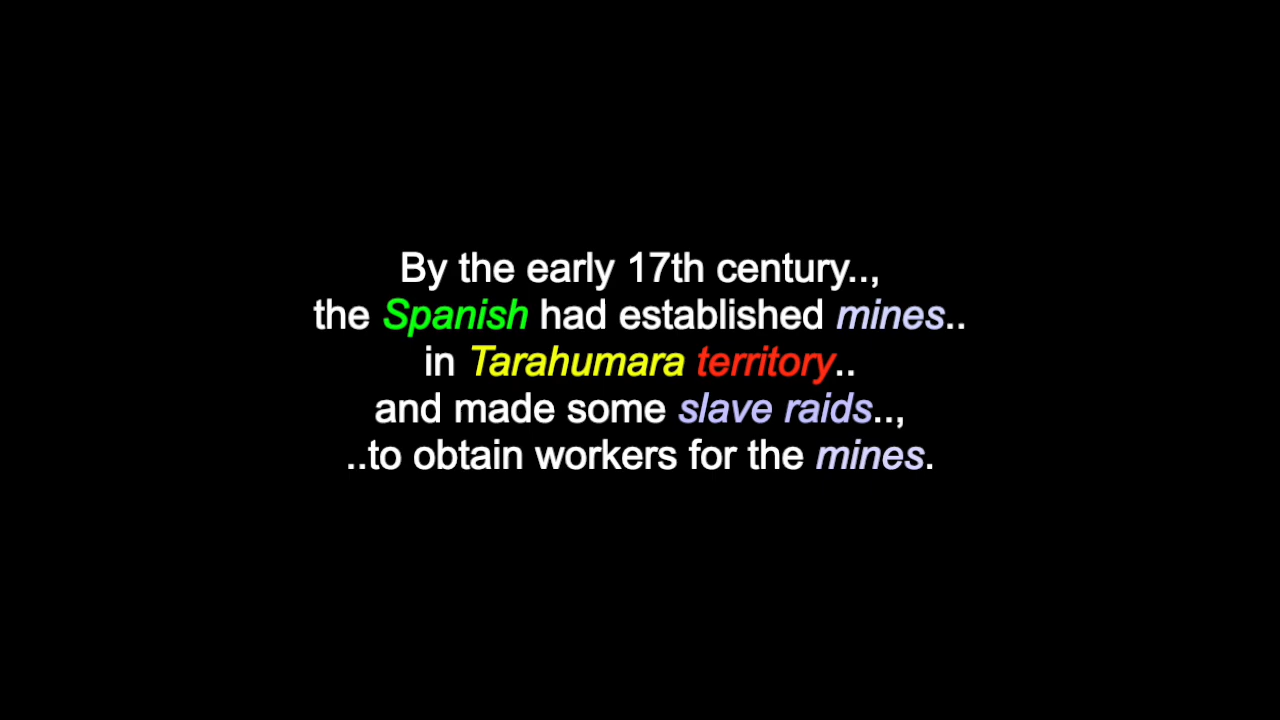 By the early 17th century..,
the Spanish had established mines..
in Tarahumara territory..
and made some slave raids..,
..to obtain workers for the mines.